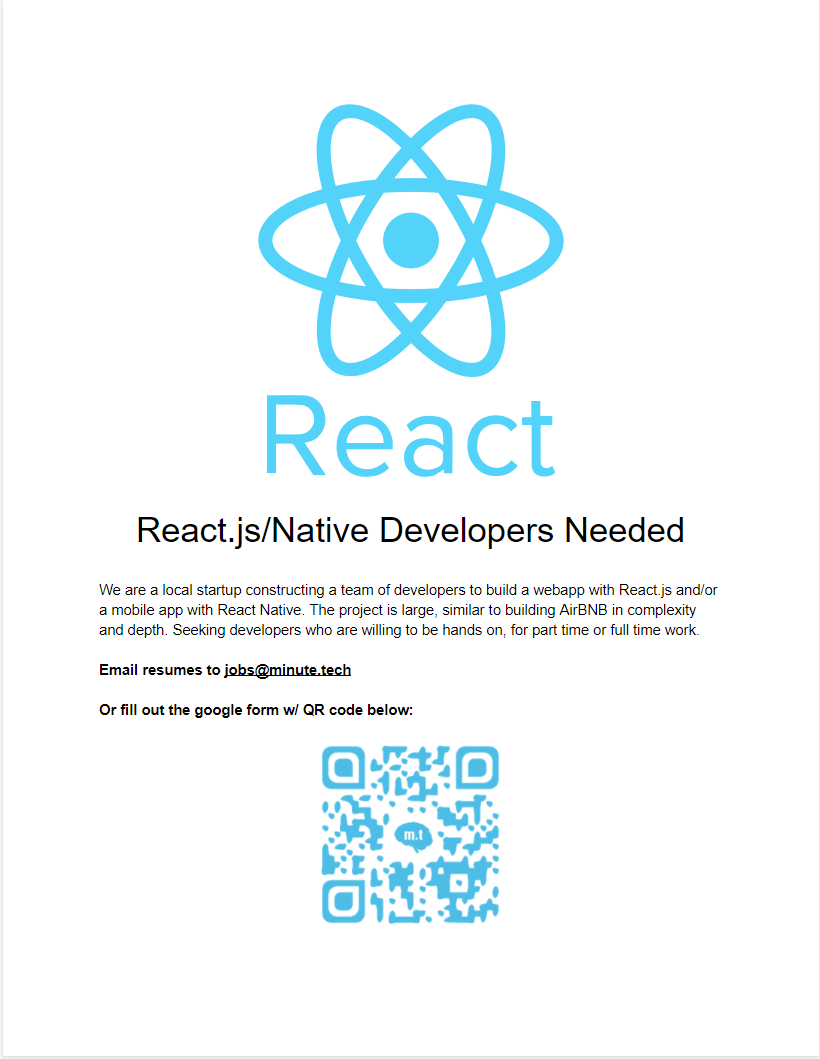 React
React.js/Native Developers Needed
We are a local startup constructing a team of developers to build a webapp with React.js and/or
a mobile app with React Native. The project is large, similar to building AirBNB in complexity
and depth. Seeking developers who are willing to be hands on, for part time or full time work.
Email resumes to jobs@minute.tech
Or fill out the google form w/ QR code below:
m.t